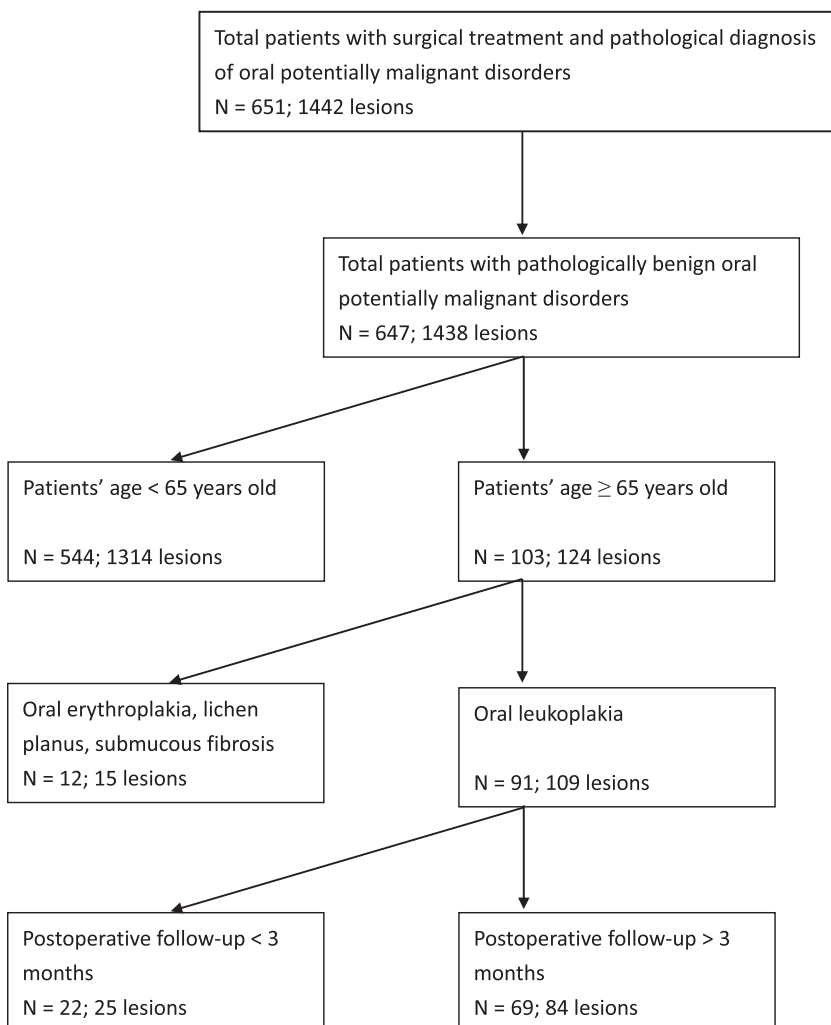 Total patients with surgical treatment and pathological diagnosis
of oral potentially malignant disorders
N = 651; 1442 lesions
Total patients with pathologically benign oral
potentially malignant disorders
N = 647; 1438 lesions
Patients’ age < 65 years old
N = 544; 1314 lesions
Patients’ age ≥ 65 years old
N = 103; 124 lesions
Oral erythroplakia, lichen
planus, submucous fibrosis
N = 12; 15 lesions
Oral leukoplakia
N = 91; 109 lesions
Postoperative follow-up < 3
months
N = 22; 25 lesions
Postoperative follow-up > 3
months
N = 69; 84 lesions